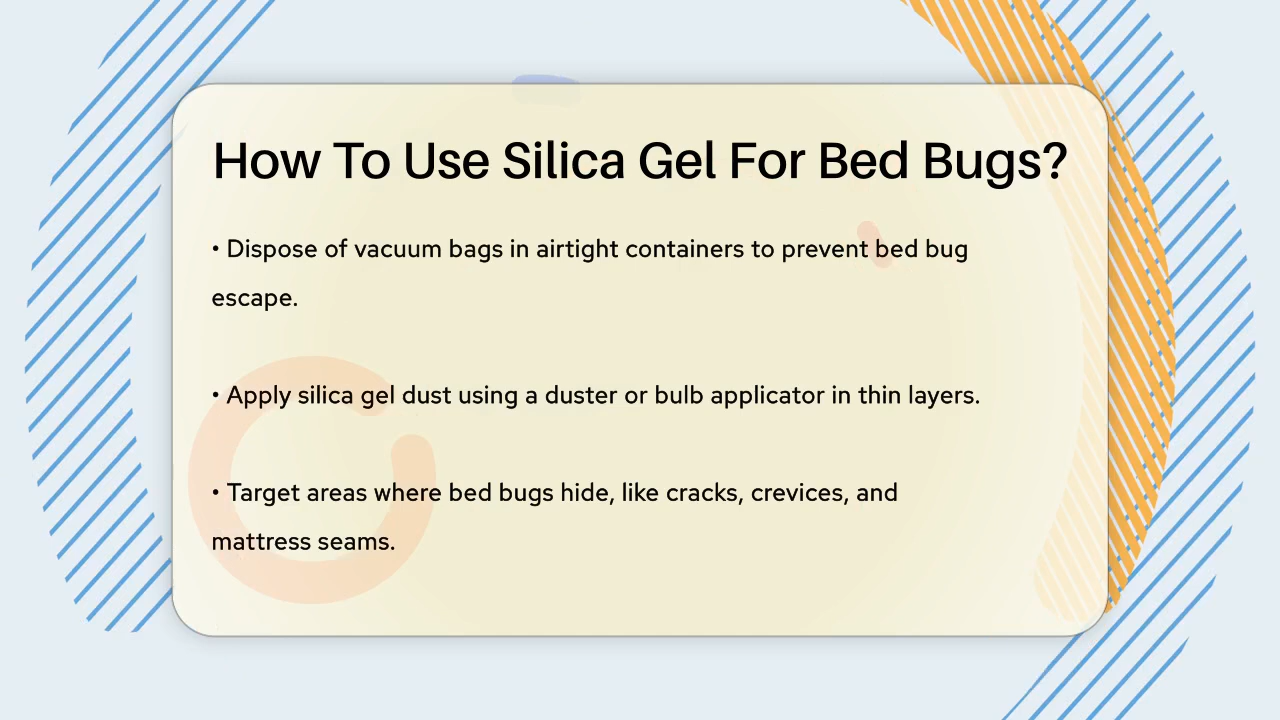 How To Use Silica Gel For Bed Bugs?
• Dispose of vacuum bags in airtight containers to prevent bed bug
escape.
• Apply silica gel dust using a duster or bulb applicator in thin layers.
• Target areas where bed bugs hide, like cracks, crevices, and
mattress seams.